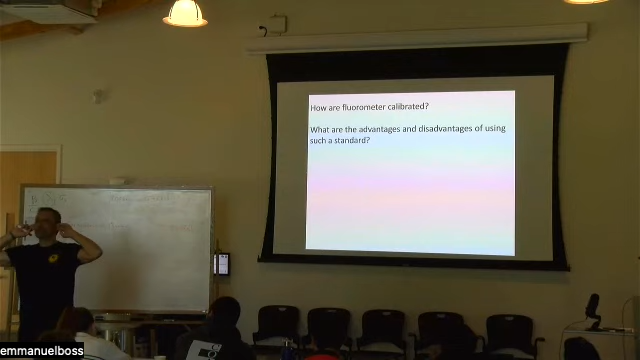 How are fluorometer calibrated?
What are the advantages and disadvantages of using
such a standard?
emmanuelboss